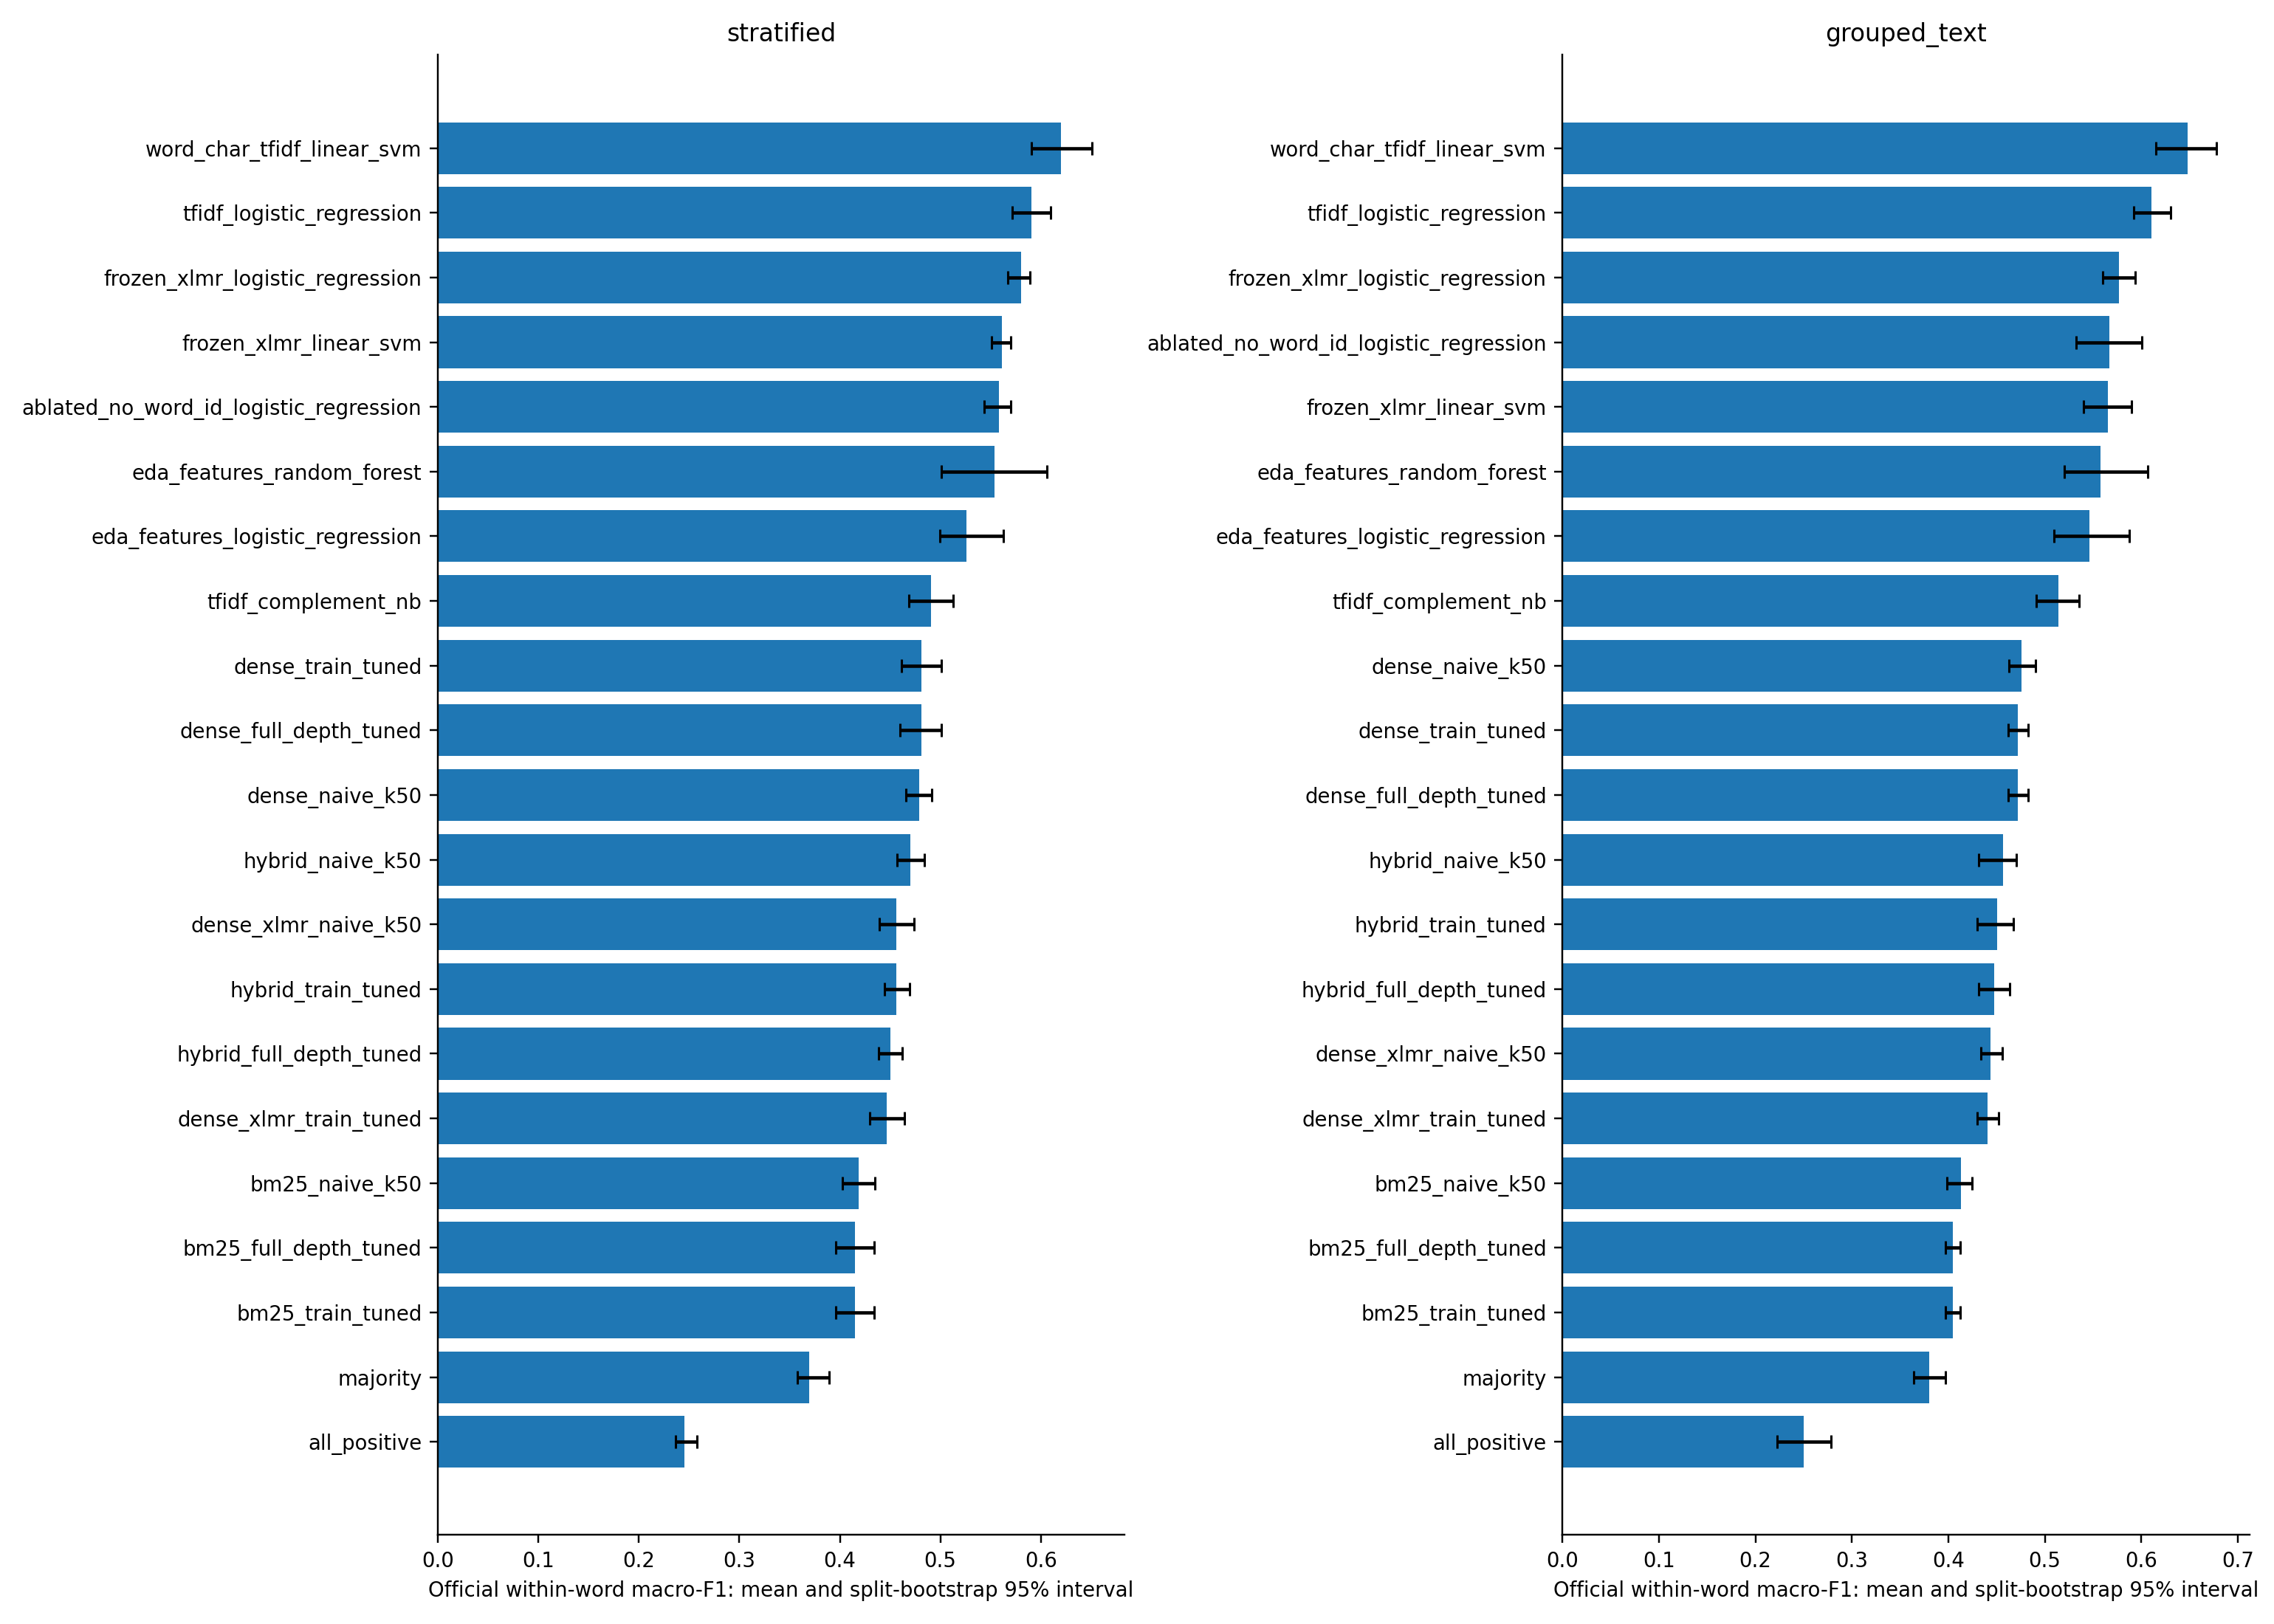 stratified
word_char_tfidf_linear_svm
tfidf_logistic_regression
frozen_xlmr_logistic_regression
frozen_xlmr_linear_svm
ablated_no_word_id_logistic_regression
eda_features_random_forest
eda_features_logistic_regression
tfidf_complement_nb
dense_train_tuned
dense_full_depth_tuned
dense_naive_k50
hybrid_naive_k50
dense_xlmr_naive_k50
hybrid_train_tuned
hybrid_full_depth_tuned
dense_xlmr_train_tuned
bm25_naive_k50
bm25_full_depth_tuned
bm25_train_tuned
majority
all_positive
0.0 0.1 0.2 0.3 0.4 0.5 0.6
Official within-word macro-F1: mean and split-bootstrap 95% interval
grouped_text
word_char_tfidf_linear_svm
tfidf_logistic_regression
frozen_xlmr_logistic_regression
ablated_no_word_id_logistic_regression
frozen_xlmr_linear_svm
eda_features_random_forest
eda_features_logistic_regression
tfidf_complement_nb
dense_naive_k50
dense_train_tuned
dense_full_depth_tuned
hybrid_naive_k50
hybrid_train_tuned
hybrid_full_depth_tuned
dense_xlmr_naive_k50
dense_xlmr_train_tuned
bm25_naive_k50
bm25_full_depth_tuned
bm25_train_tuned
majority
all_positive
0.0 0.1 0.2 0.3 0.4 0.5 0.6 0.7
Official within-word macro-F1: mean and split-bootstrap 95% interval